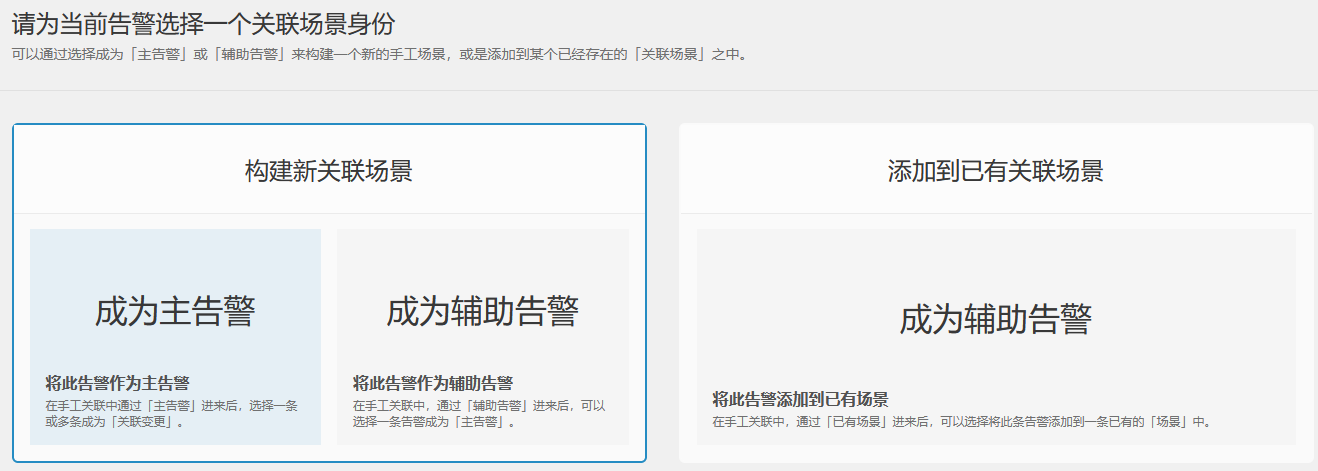 请为当前告警选择一个关联场景身份
可以通过选择成为「主告警」或「辅助告警」来构建一个新的手工场景，或是添加到某个已经存在的「关联场景」之中。
构建新关联场景
成为主告警
将此告警作为主告警
在手工关联中通过「主告警」进来后，选择一条
或多条成为「关联变更」。
成为辅助告警
将此告警作为辅助告警
在手工关联中，通过「辅助告警」进来后，可以
选择一条告警成为「主告警」。
添加到已有关联场景
成为辅助告警
将此告警添加到已有场景
在手工关联中，通过「已有场景」进来后，可以选择将此条告警添加到一条已有的「场景」中。